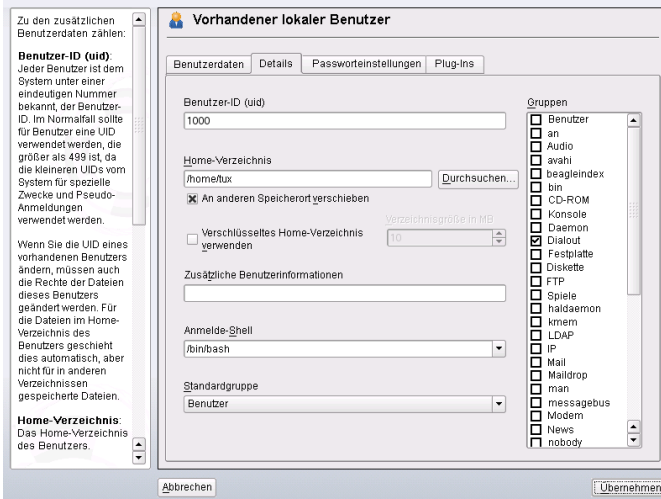 Zu den zusätzlichen
Benutzerdaten zählen:
Benutzer-ID (uid):
Jeder Benutzer ist dem
System unter einer
eindeutigen Nummer
bekannt, der Benutzer-
ID. Im Normalfall sollte
für Benutzer eine UID
verwendet werden, die
größer als 499 ist, da
die kleineren UIDs vom
System für spezielle
Zwecke und Pseudo-
Anmeldungen
verwendet werden.
Wenn Sie die UID eines
vorhandenen Benutzers
ändern, müssen auch
die Rechte der Dateien
dieses Benutzers
geändert werden. Für
die Dateien im Home-
Verzeichnis des
Benutzers geschieht
dies automatisch, aber
nicht für in anderen
Verzeichnissen
gespeicherte Dateien.
Home-Verzeichnis:
Das Home-Verzeichnis
des Benutzers.
Vorhandener lokaler Benutzer
Benutzerdaten
Details
Passworteinstellungen
Plug-Ins
Benutzer-ID (uid)
1000
Home-Verzeichnis
/home/tux
Durchsuchen...
An anderen Speicherort verschieben
Verzeichnisgröße in MB
Verschlüsseltes Home-Verzeichnis
verwenden
10
Zusätzliche Benutzerinformationen
Anmelde-Shell
/bin/bash
Standardgruppe
Benutzer
Gruppen
Benutzer
an
Audio
avahi
beagleindex
bin
CD-ROM
Konsole
Daemon
Dialout
Festplatte
Diskette
FTP
Spiele
haldaemon
kmem
LDAP
IP
Mail
Maildrop
man
messagebus
Modem
News
nobody
Abbrechen
Übernehmen